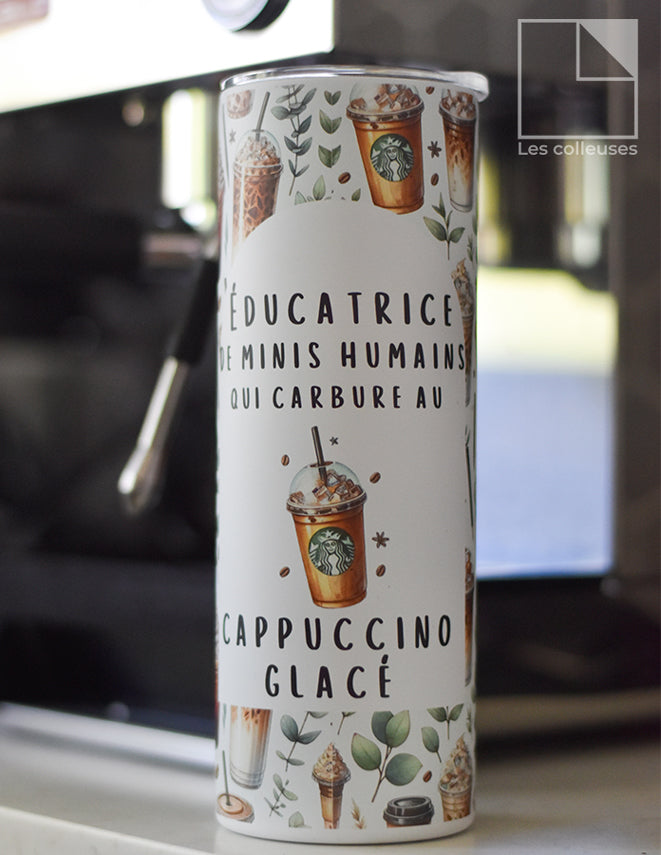 Les colleuses
ÉDUCATRICE
DE MINIS HUMAINS
QUI CARBURE AU
CAPPUCCINO
GLACÉ